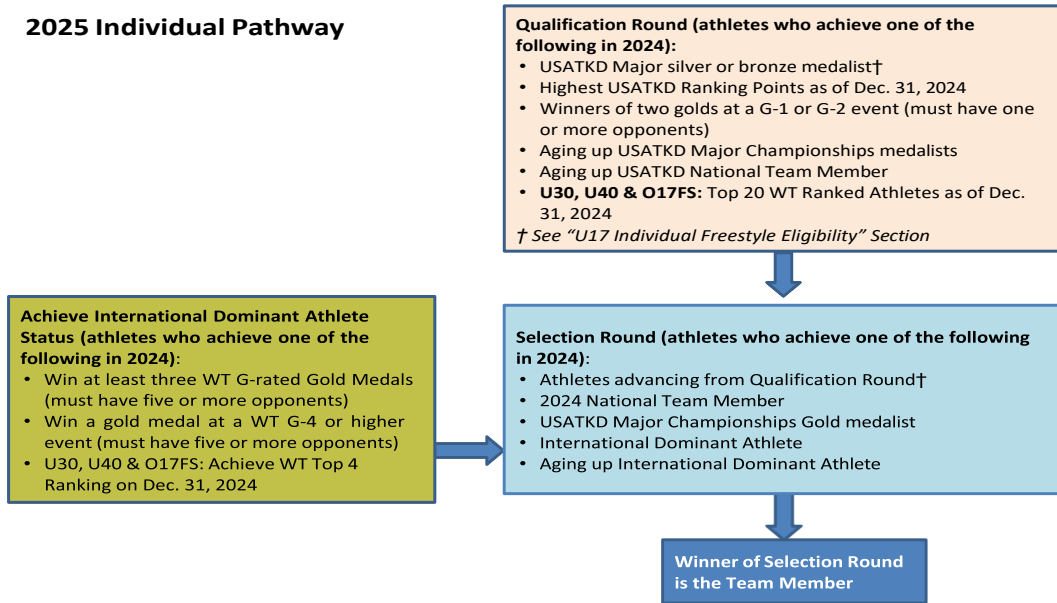 2025 Individual Pathway
Qualification Round (athletes who achieve one of the
following in 2024):
• USATKD Major silver or bronze medalist†
• Highest USATKD Ranking Points as of Dec. 31, 2024
• Winners of two golds at a G-1 or G-2 event (must have one
or more opponents)
• Aging up USATKD Major Championships medalists
• Aging up USATKD National Team Member
• U30, U40 & O17FS: Top 20 WT Ranked Athletes as of Dec.
31, 2024
† See “U17 Individual Freestyle Eligibility” Section
Achieve International Dominant Athlete
Status (athletes who achieve one of the
following in 2024):
• Win at least three WT G-rated Gold Medals
(must have five or more opponents)
• Win a gold medal at a WT G-4 or higher
event (must have five or more opponents)
• U30, U40 & O17FS: Achieve WT Top 4
Ranking on Dec. 31, 2024
Selection Round (athletes who achieve one of the following
in 2024):
• Athletes advancing from Qualification Round†
• 2024 National Team Member
• USATKD Major Championships Gold medalist
• International Dominant Athlete
• Aging up International Dominant Athlete
Winner of Selection Round
is the Team Member